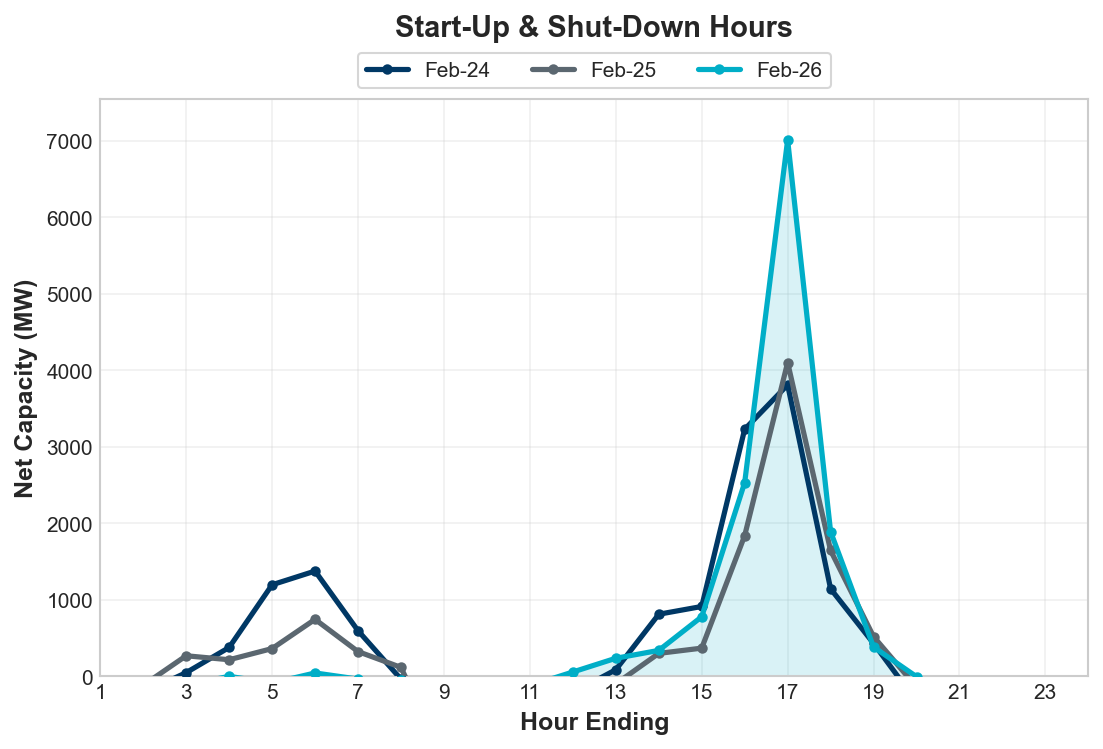 Start-Up & Shut-Down Hours
Feb-24 Feb-25 Feb-26
Net Capacity (MW)
7000
6000
5000
4000
3000
2000
1000
0
1 3 5 7 9 11 13 15 17 19 21 23
Hour Ending